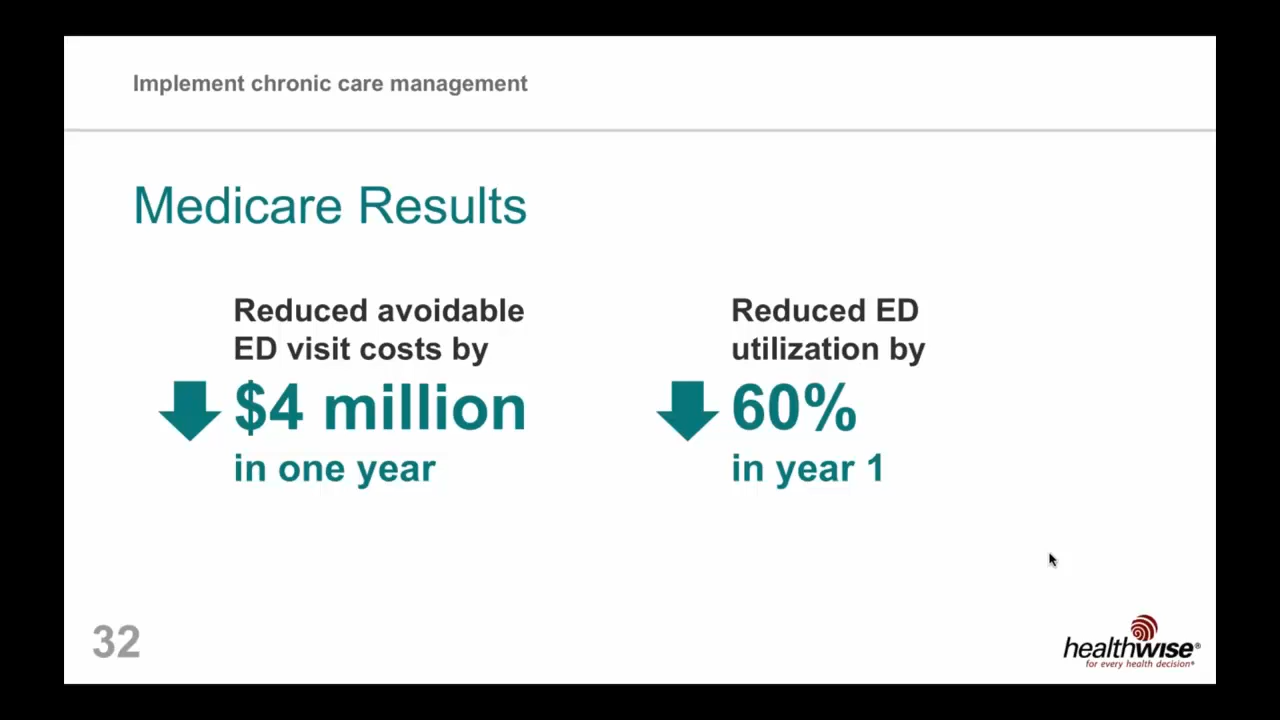 Implement chronic care management
Medicare Results
Reduced avoidable
ED visit costs by
$4 million
in one year
Reduced ED
utilization by
60%
in year 1
32
healthwise®
for every health decision®